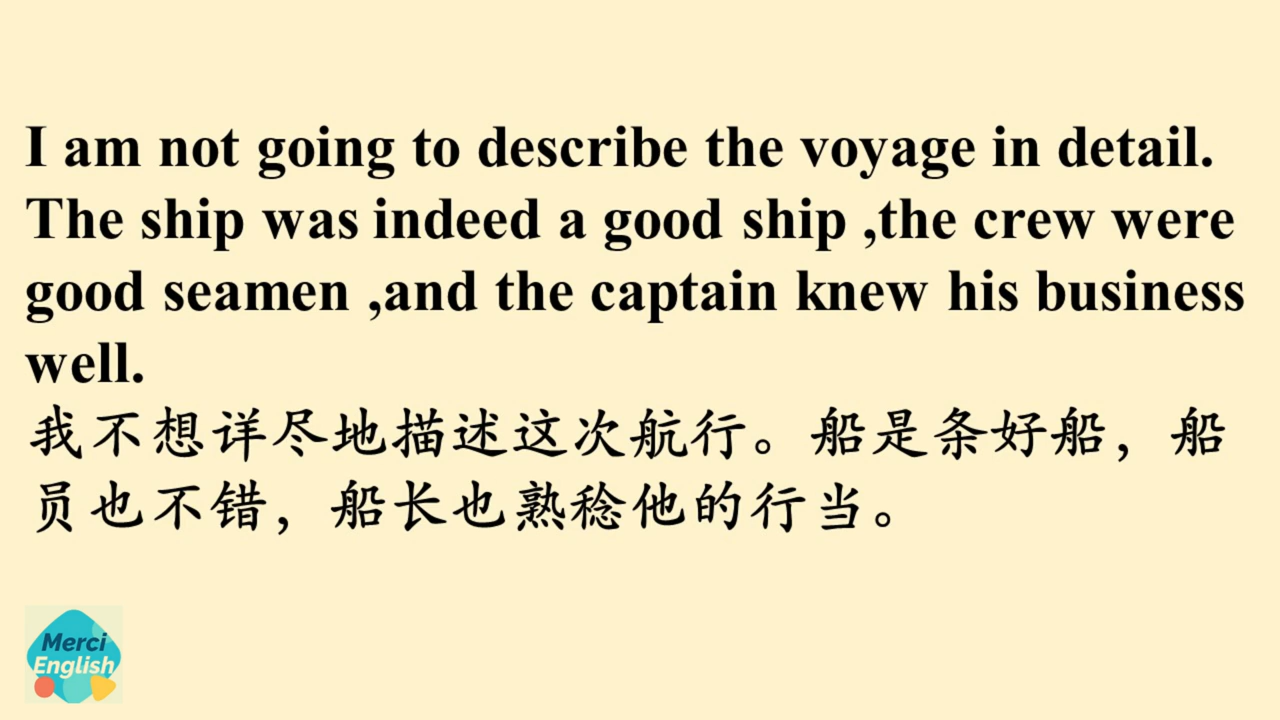 I am not going to describe the voyage in detail.
The ship was indeed a good ship ,the crew were
good seamen ,and the captain knew his business
well.
我不想详尽地描述这次航行。船是条好船，船
员也不错，船长也熟稔他的行当。
Merci
English